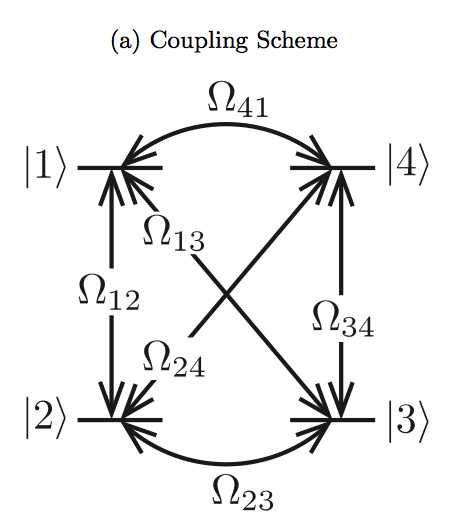 (a) Coupling Scheme
Ω₄₁
|1⟩ |4⟩
Ω₁₃
Ω₁₂
Ω₃₄
Ω₂₄
|2⟩ |3⟩
Ω₂₃